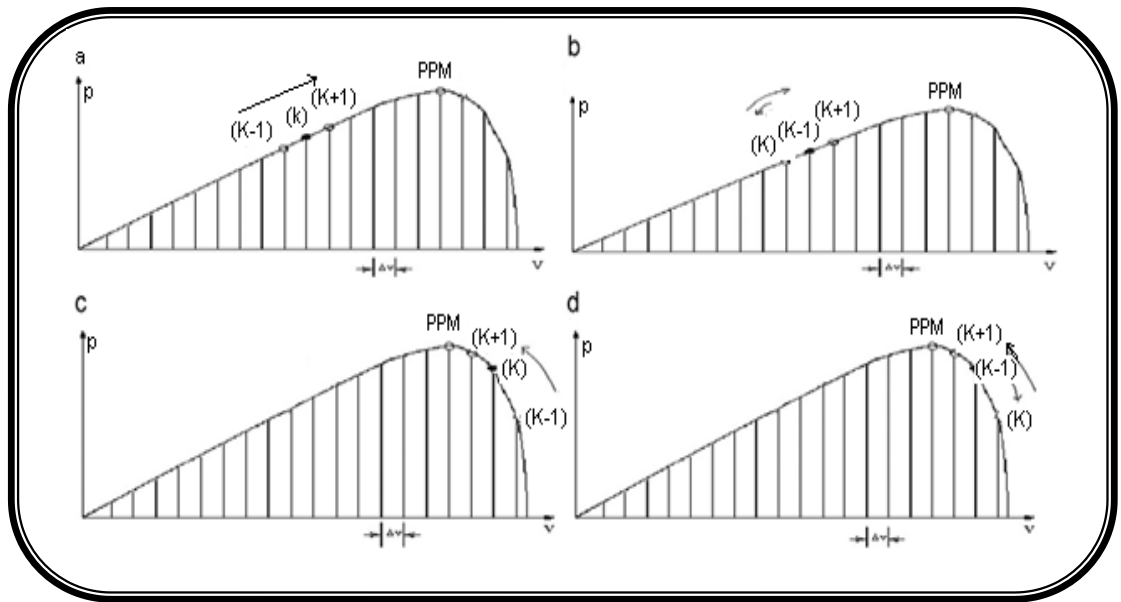 a
p
PPM
(K+1)
(k)
(K-1)
Δv
V
b
p
PPM
(K+1)
(K-1)
(K)
Δv
V
c
p
PPM
(K+1)
(K)
(K-1)
Δv
V
d
p
PPM
(K+1)
(K-1)
(K)
Δv
V